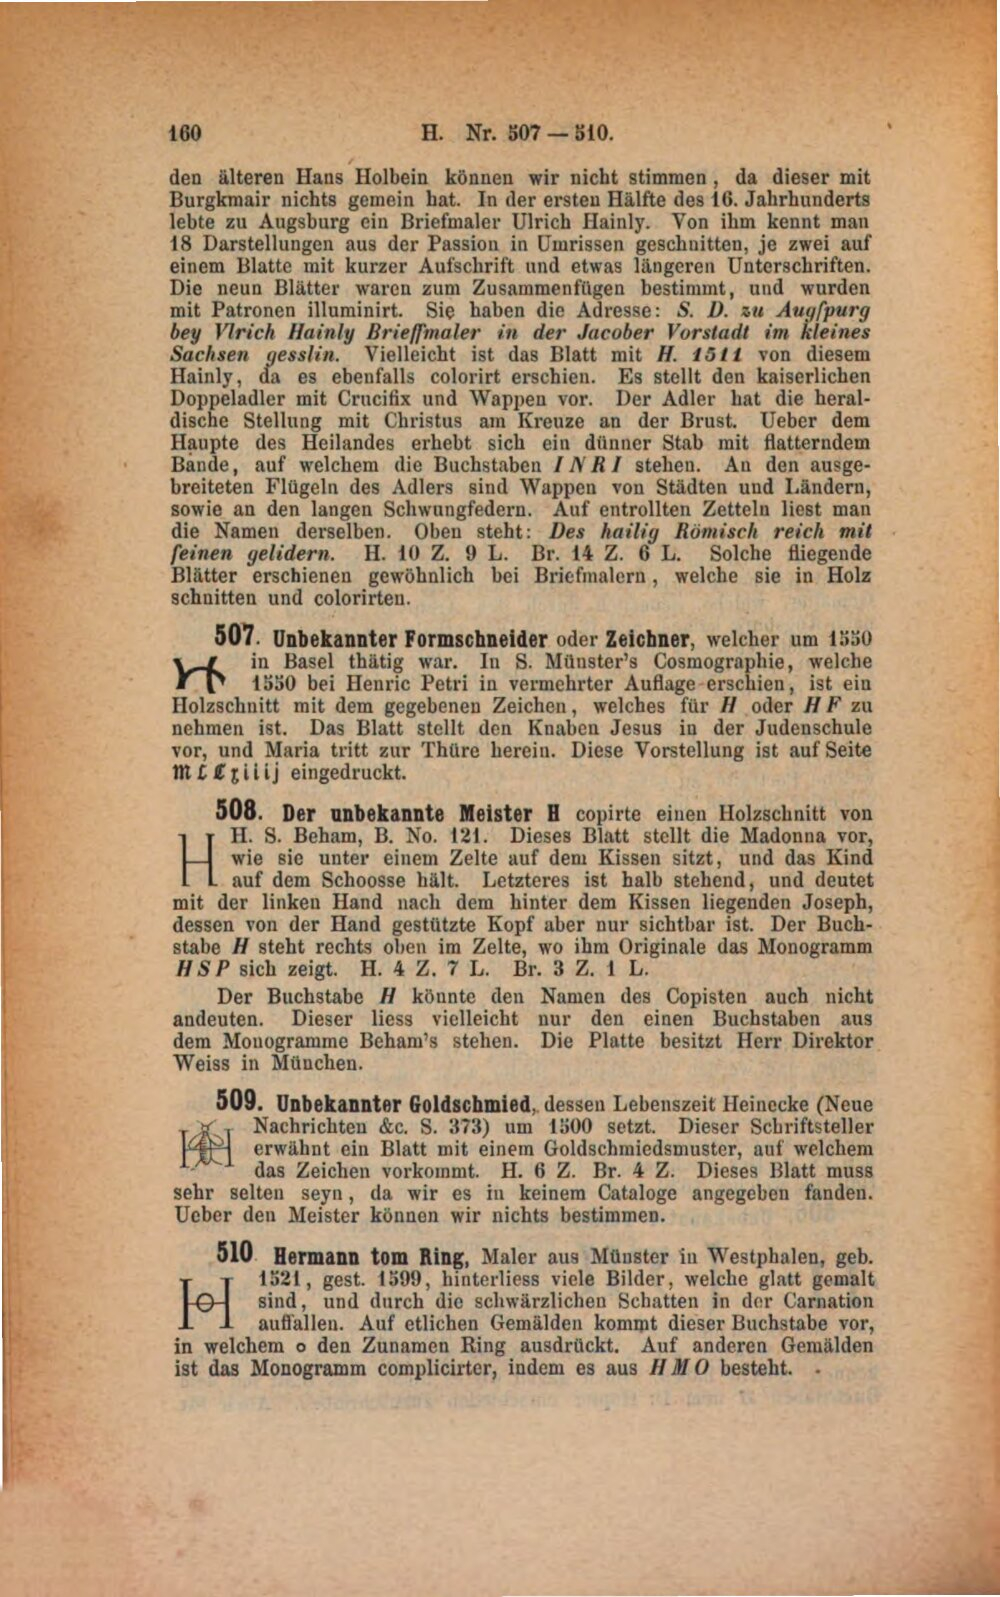 160 H. Nr. 507 — 510.
den älteren Hans Holbein können wir nicht stimmen, da dieser mit
Burgkmair nichts gemein hat. In der ersten Hälfte des 16. Jahrhunderts
lebte zu Augsburg ein Briefmaler Ulrich Hainly. Von ihm kennt man
18 Darstellungen aus der Passion in Umrissen geschnitten, je zwei auf
einem Blatte mit kurzer Aufschrift und etwas längeren Unterschriften.
Die neun Blätter waren zum Zusammenfügen bestimmt, und wurden
mit Patronen illuminirt. Sie haben die Adresse: S. D. zu Augſpurg
bey Vlrich Hainly Brieffmaler in der Jacober Vorstadt im kleines
Sachsen gesslin. Vielleicht ist das Blatt mit H. 1511 von diesem
Hainly, da es ebenfalls colorirt erschien. Es stellt den kaiserlichen
Doppeladler mit Crucifix und Wappen vor. Der Adler hat die heral-
dische Stellung mit Christus am Kreuze an der Brust. Ueber dem
Haupte des Heilandes erhebt sich ein dünner Stab mit flatterndem
Bande, auf welchem die Buchstaben INRI stehen. An den ausge-
breiteten Flügeln des Adlers sind Wappen von Städten und Ländern,
sowie an den langen Schwungfedern. Auf entrollten Zetteln liest man
die Namen derselben. Oben steht: Des hailig Römisch reich mit
ſeinen gelidern. H. 10 Z. 9 L. Br. 14 Z. 6 L. Solche fliegende
Blätter erschienen gewöhnlich bei Briefmalern, welche sie in Holz
schnitten und colorirten.
507. Unbekannter Formschneider oder Zeichner, welcher um 1550
in Basel thätig war. In S. Münster's Cosmographie, welche
1550 bei Henric Petri in vermehrter Auflage erschien, ist ein
Holzschnitt mit dem gegebenen Zeichen, welches für H oder HF zu
nehmen ist. Das Blatt stellt den Knaben Jesus in der Judenschule
vor, und Maria tritt zur Thüre herein. Diese Vorstellung ist auf Seite
MCCxiiij eingedruckt.
508. Der unbekannte Meister H copirte einen Holzschnitt von
H H. S. Beham, B. No. 121. Dieses Blatt stellt die Madonna vor,
wie sie unter einem Zelte auf dem Kissen sitzt, und das Kind
auf dem Schoosse hält. Letzteres ist halb stehend, und deutet
mit der linken Hand nach dem hinter dem Kissen liegenden Joseph,
dessen von der Hand gestützte Kopf aber nur sichtbar ist. Der Buch-
stabe H steht rechts oben im Zelte, wo ihm Originale das Monogramm
HSP sich zeigt. H. 4 Z. 7 L. Br. 3 Z. 1 L.
Der Buchstabe H könnte den Namen des Copisten auch nicht
andeuten. Dieser liess vielleicht nur den einen Buchstaben aus
dem Monogramme Beham's stehen. Die Platte besitzt Herr Direktor
Weiss in München.
509. Unbekannter Goldschmied, dessen Lebenszeit Heinecke (Neue
Nachrichten &c. S. 373) um 1500 setzt. Dieser Schriftsteller
erwähnt ein Blatt mit einem Goldschmiedsmuster, auf welchem
das Zeichen vorkommt. H. 6 Z. Br. 4 Z. Dieses Blatt muss
sehr selten seyn, da wir es in keinem Cataloge angegeben fanden.
Ueber den Meister können wir nichts bestimmen.
510 Hermann tom Ring, Maler aus Münster in Westphalen, geb.
1521, gest. 1599, hinterliess viele Bilder, welche glatt gemalt
sind, und durch die schwärzlichen Schatten in der Carnation
auffallen. Auf etlichen Gemälden kommt dieser Buchstabe vor,
in welchem o den Zunamen Ring ausdrückt. Auf anderen Gemälden
ist das Monogramm complicirter, indem es aus HMO besteht.